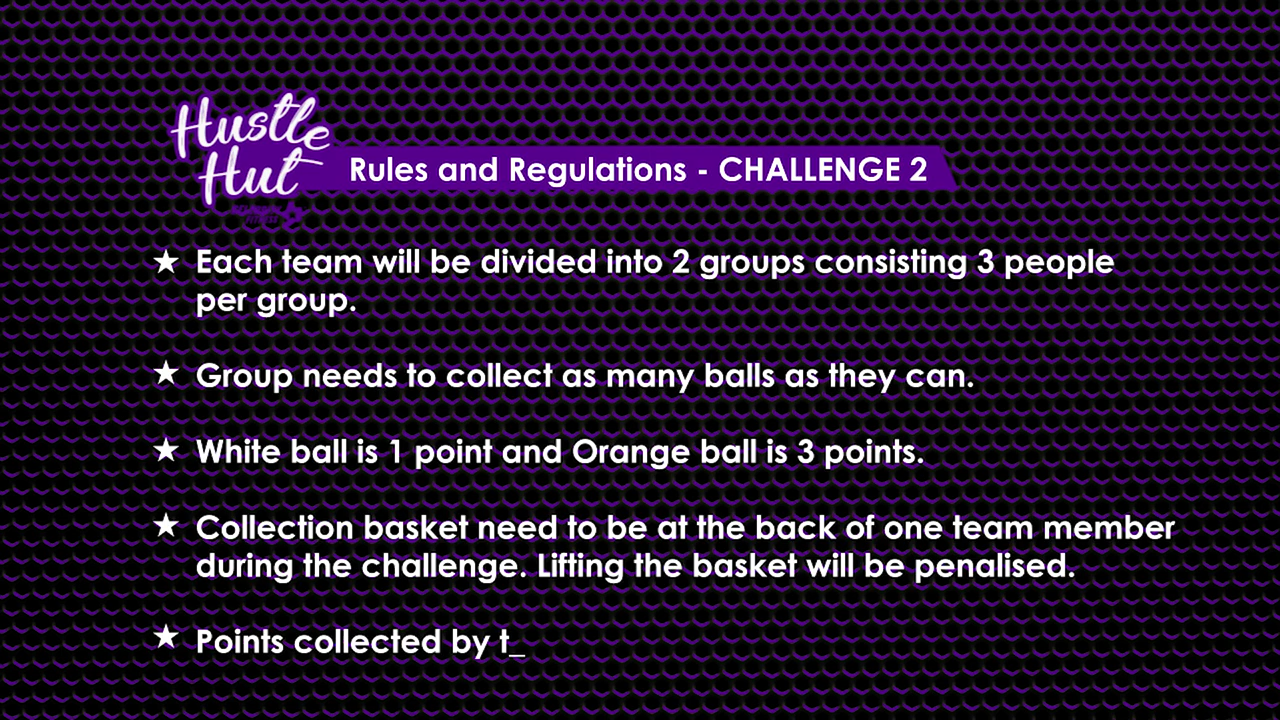 Hustle
Hut
Rules and Regulations - CHALLENGE 2
★ Each team will be divided into 2 groups consisting 3 people
per group.
★ Group needs to collect as many balls as they can.
★ White ball is 1 point and Orange ball is 3 points.
★ Collection basket need to be at the back of one team member
during the challenge. Lifting the basket will be penalised.
★ Points collected by t_